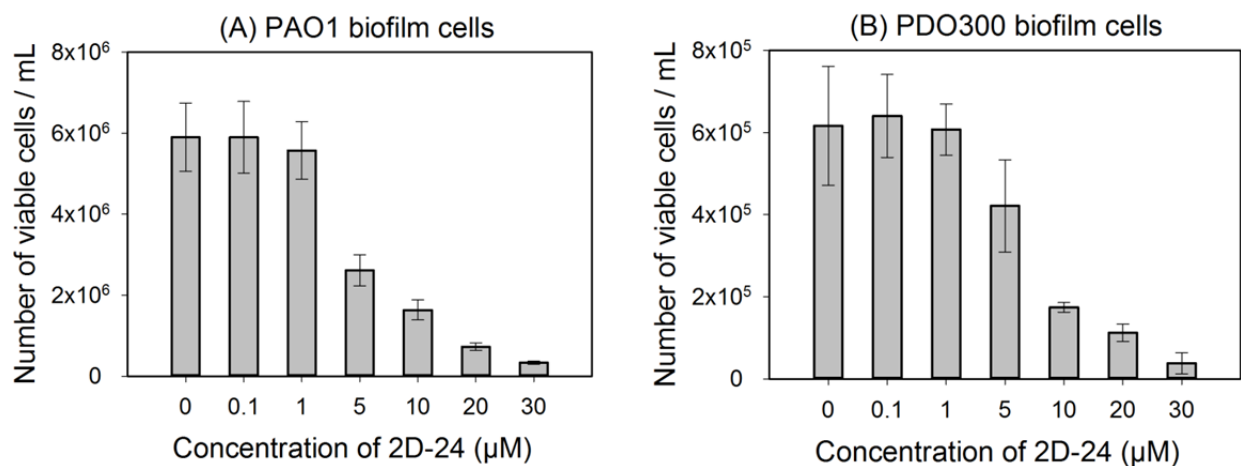 (A) PAO1 biofilm cells
Number of viable cells / mL
8x10⁶
6x10⁶
4x10⁶
2x10⁶
0
0 0.1 1 5 10 20 30
Concentration of 2D-24 (µM)
(B) PDO300 biofilm cells
Number of viable cells / mL
8x10⁵
6x10⁵
4x10⁵
2x10⁵
0
0 0.1 1 5 10 20 30
Concentration of 2D-24 (µM)